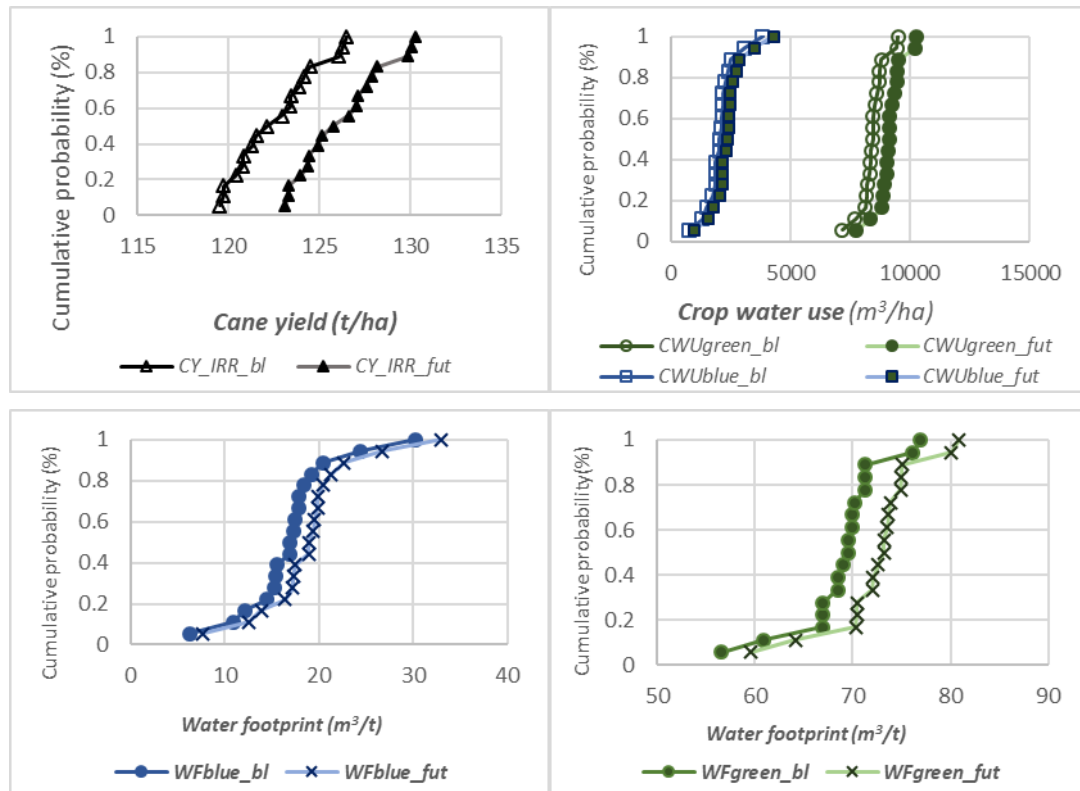 Cumulative probability (%)
1
0.8
0.6
0.4
0.2
0
115 120 125 130 135
Cane yield (t/ha)
CY_IRR_bl CY_IRR_fut
Cumulative probability (%)
1
0.8
0.6
0.4
0.2
0
0 5000 10000 15000
Crop water use (m³/ha)
CWUgreen_bl CWUgreen_fut
CWUblue_bl CWUblue_fut
Cumulative probability (%)
1
0.8
0.6
0.4
0.2
0
0 10 20 30 40
Water footprint (m³/t)
WFblue_bl WFblue_fut
Cumulative probability(%)
1
0.8
0.6
0.4
0.2
0
50 60 70 80 90
Water footprint (m³/t)
WFgreen_bl WFgreen_fut